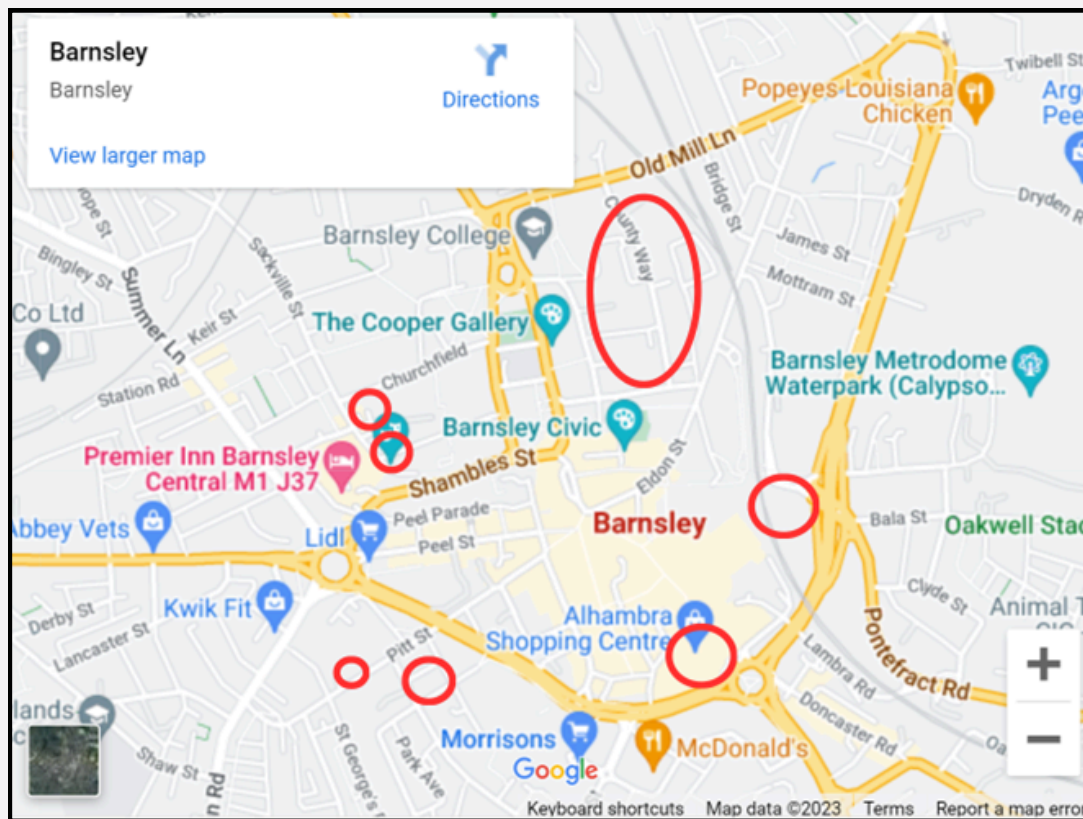 Barnsley
Barnsley
Directions
View larger map
Twibell St
Popeyes Louisiana
Chicken
Old Mill Ln
Bridge St
Dryden
County Way
Barnsley College
James St
Mottram St
Bingley St
Sackville St
Summer Ln
Co Ltd
Keir St
The Cooper Gallery
Churchfield
Station Rd
Barnsley Metrodome
Waterpark (Calypso...
Barnsley Civic
Premier Inn Barnsley
Central M1 J37
Shambles St
Eldon St
Peel Parade
Barnsley
Abbey Vets
Lidl
Peel St
Bala St
Oakwell Stad
Clyde St
Kwik Fit
Alhambra
Shopping Centre
Animal T
Derby St
Pitt St
Lancaster St
Pontefract Rd
Lambra Rd
lands
Doncaster Rd
St George's
Park Ave
Morrisons
McDonald's
Shaw St
n Rd
Google
Keyboard shortcuts
Map data ©2023
Terms
Report a map error